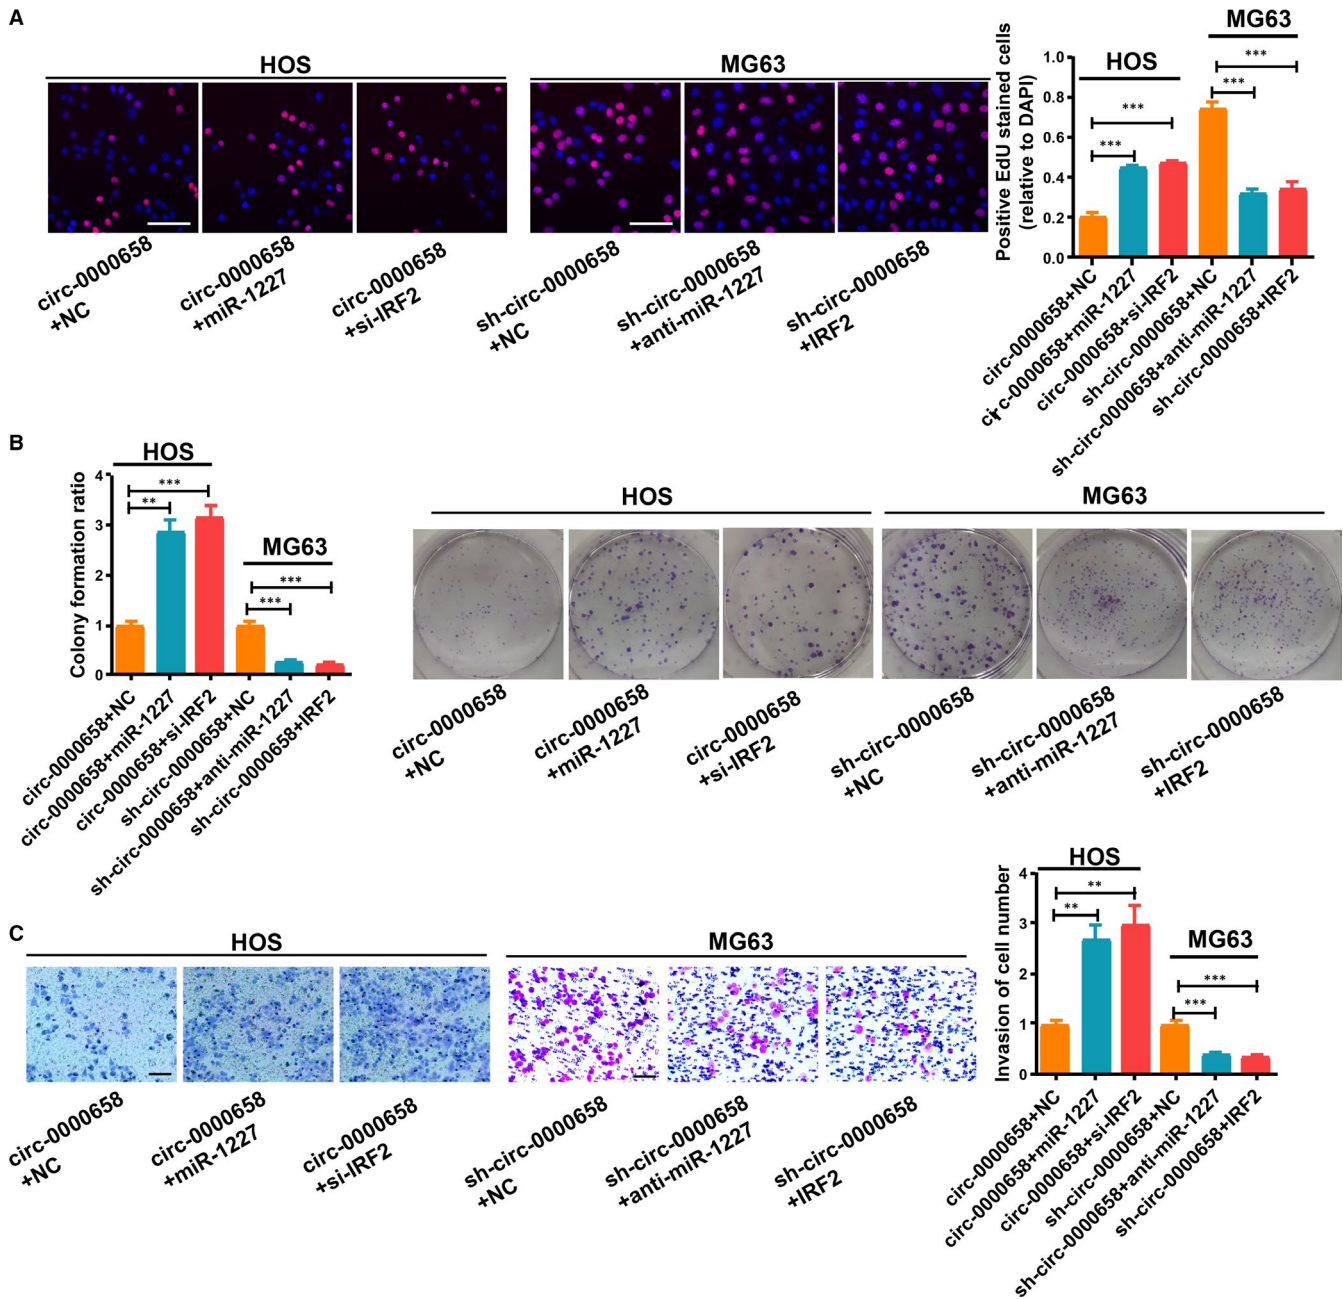 A
HOS
MG63
circ-0000658
+NC
circ-0000658
+miR-1227
circ-0000658
+si-IRF2
sh-circ-0000658
+NC
sh-circ-0000658
+anti-miR-1227
sh-circ-0000658
+IRF2
Positive EdU stained cells
(relative to DAPI)
1.0
0.8
0.6
0.4
0.2
0.0
HOS
MG63
***
***
***
***
circ-0000658+NC
circ-0000658+miR-1227
circ-0000658+si-IRF2
sh-circ-0000658+NC
sh-circ-0000658+anti-miR-1227
sh-circ-0000658+IRF2
B
Colony formation ratio
4
3
2
1
0
HOS
MG63
***
**
***
***
circ-0000658+NC
circ-0000658+miR-1227
circ-0000658+si-IRF2
sh-circ-0000658+NC
sh-circ-0000658+anti-miR-1227
sh-circ-0000658+IRF2
HOS
MG63
circ-0000658
+NC
circ-0000658
+miR-1227
circ-0000658
+si-IRF2
sh-circ-0000658
+NC
sh-circ-0000658
+anti-miR-1227
sh-circ-0000658
+IRF2
C
HOS
MG63
circ-0000658
+NC
circ-0000658
+miR-1227
circ-0000658
+si-IRF2
sh-circ-0000658
+NC
sh-circ-0000658
+anti-miR-1227
sh-circ-0000658
+IRF2
Invasion of cell number
4
3
2
1
0
HOS
MG63
**
**
***
***
circ-0000658+NC
circ-0000658+miR-1227
circ-0000658+si-IRF2
sh-circ-0000658+NC
sh-circ-0000658+anti-miR-1227
sh-circ-0000658+IRF2